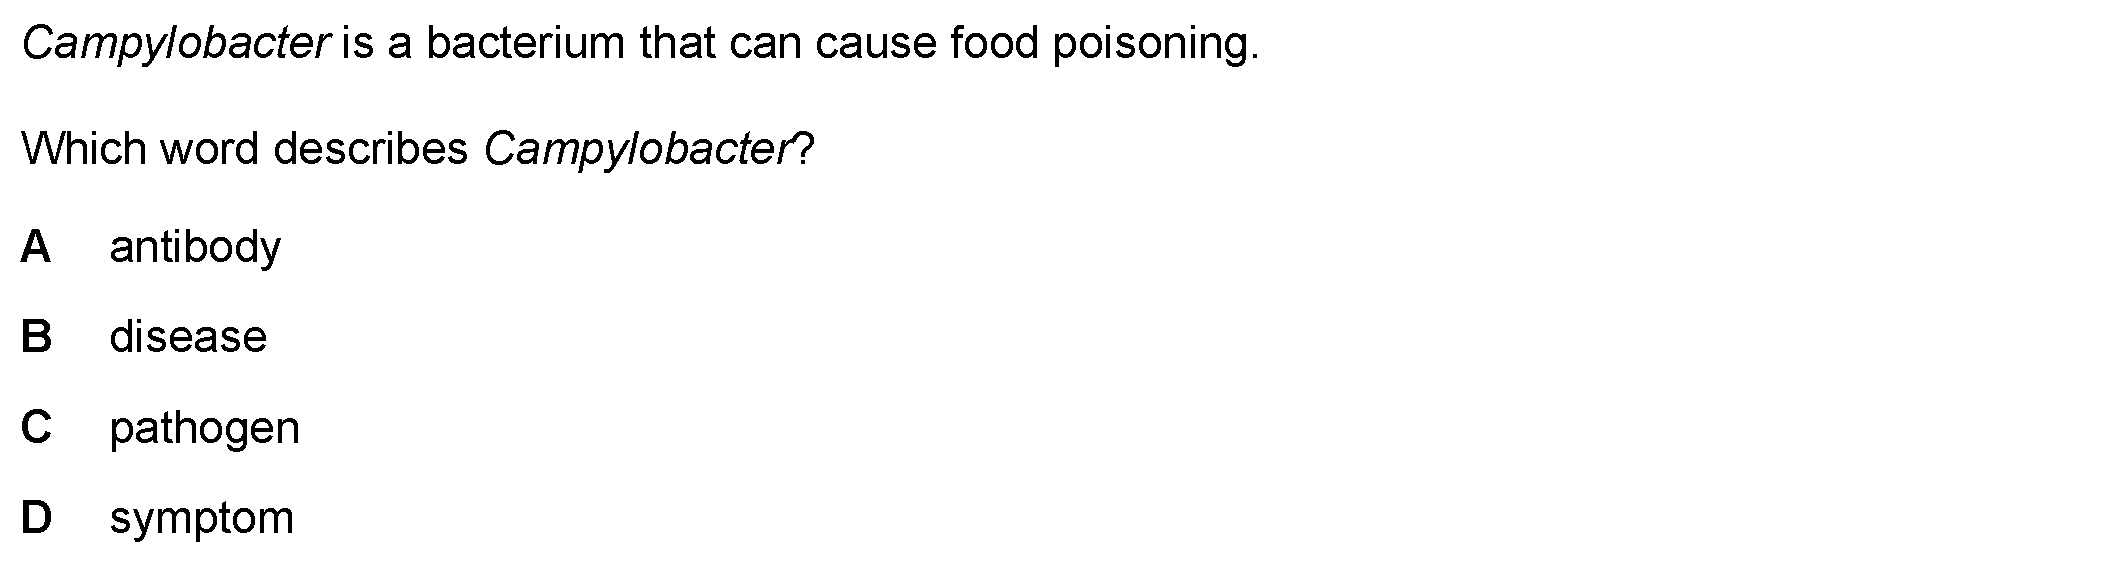 Campylobacter is a bacterium that can cause food poisoning.
Which word describes Campylobacter?
A antibody
B disease
C pathogen
D symptom